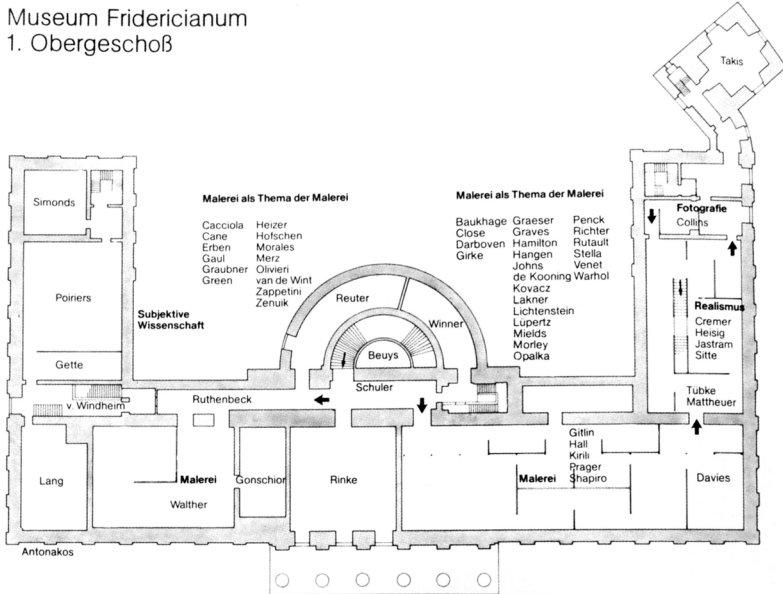 Museum Fridericianum
1. Obergeschoß
Takis
Simonds
Malerei als Thema der Malerei
Cacciola Heizer
Cane Hofschen
Erben Morales
Gaul Merz
Graubner Olivieri
Green van de Wint
Zappetini
Zenuik
Malerei als Thema der Malerei
Baukhage Graeser Penck
Close Graves Richter
Darboven Hamilton Rutault
Girke Hangen Stella
Johns Venet
de Kooning Warhol
Kovacz
Lakner
Lichtenstein
Lüpertz
Mields
Morley
Opalka
Fotografie
Collins
Poiriers
Subjektive
Wissenschaft
Reuter
Winner
Beuys
Realismus
Cremer
Heisig
Jastram
Sitte
Gette
Schuler
v. Windheim
Ruthenbeck
Tübke
Mattheuer
Lang
Malerei
Walther
Gonschior
Rinke
Gitlin
Hall
Kirili
Prager
Malerei Shapiro
Davies
Antonakos